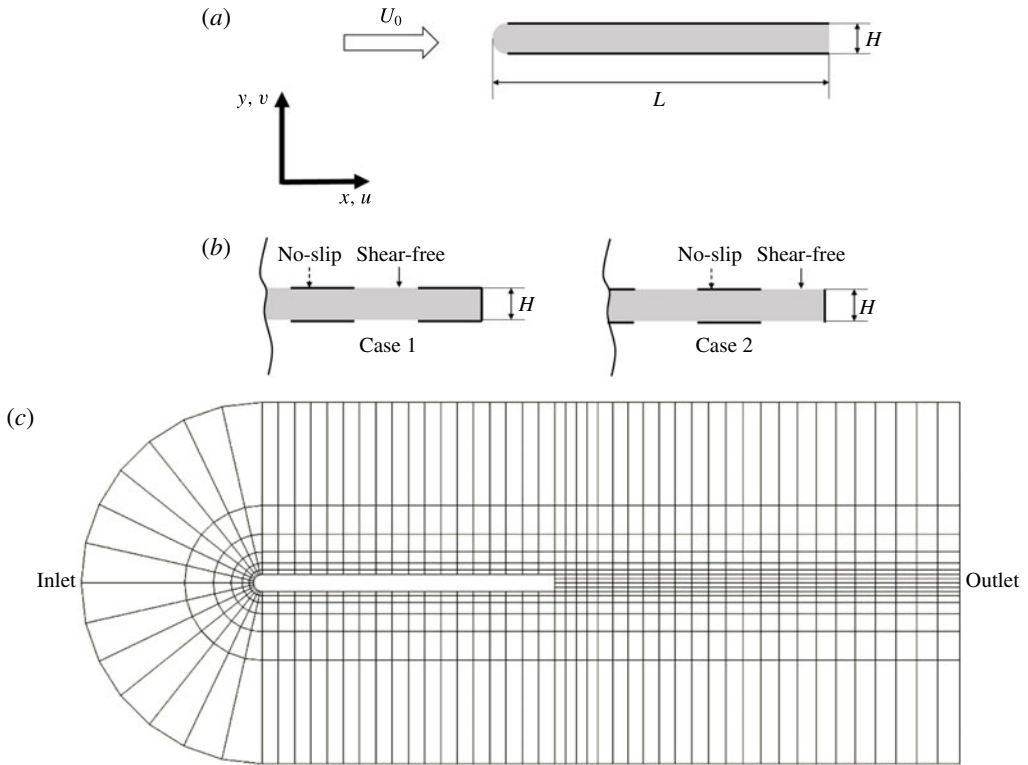 (a)
U0
H
L
y, v
x, u
(b)
No-slip Shear-free
H
Case 1
No-slip Shear-free
H
Case 2
(c)
Inlet
Outlet